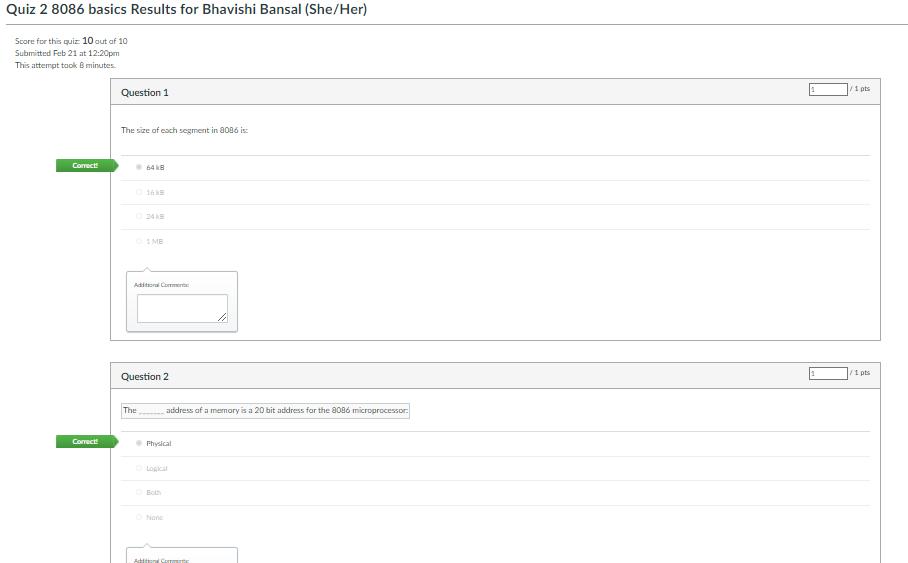 Quiz 2 8086 basics Results for Bhavishi Bansal (She/Her)
Score for this quiz: 10 out of 10
Submitted Feb 21 at 12:20pm
This attempt took 8 minutes.
Question 1
1 / 1 pts
The size of each segment in 8086 is:
Correct!
64 kB
16 kB
24 kB
1 MB
Additional Comments:
Question 2
1 / 1 pts
The _______ address of a memory is a 20 bit address for the 8086 microprocessor:
Correct!
Physical
Logical
Both
None
Additional Comments: